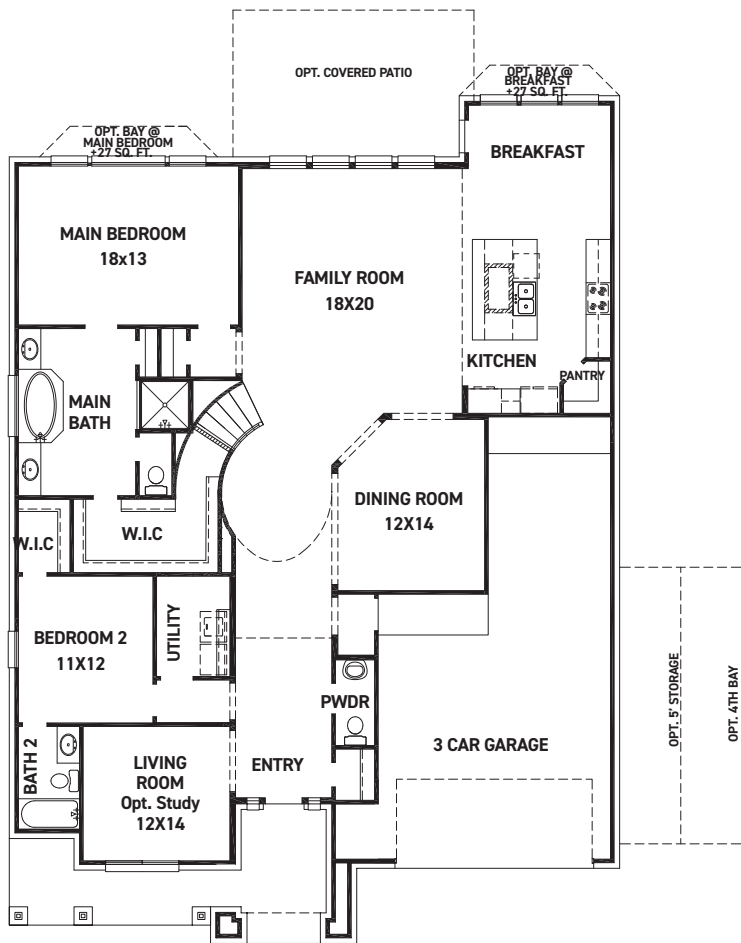 OPT. COVERED PATIO
OPT. BAY @
BREAKFAST
+27 SQ. FT.
OPT. BAY @
MAIN BEDROOM
+27 SQ. FT.
BREAKFAST
MAIN BEDROOM
18x13
FAMILY ROOM
18X20
KITCHEN
PANTRY
MAIN
BATH
DINING ROOM
12X14
W.I.C
W.I.C
BEDROOM 2
11X12
UTILITY
PWDR
OPT. 5' STORAGE
OPT. 4TH BAY
3 CAR GARAGE
BATH 2
LIVING
ROOM
Opt. Study
12X14
ENTRY